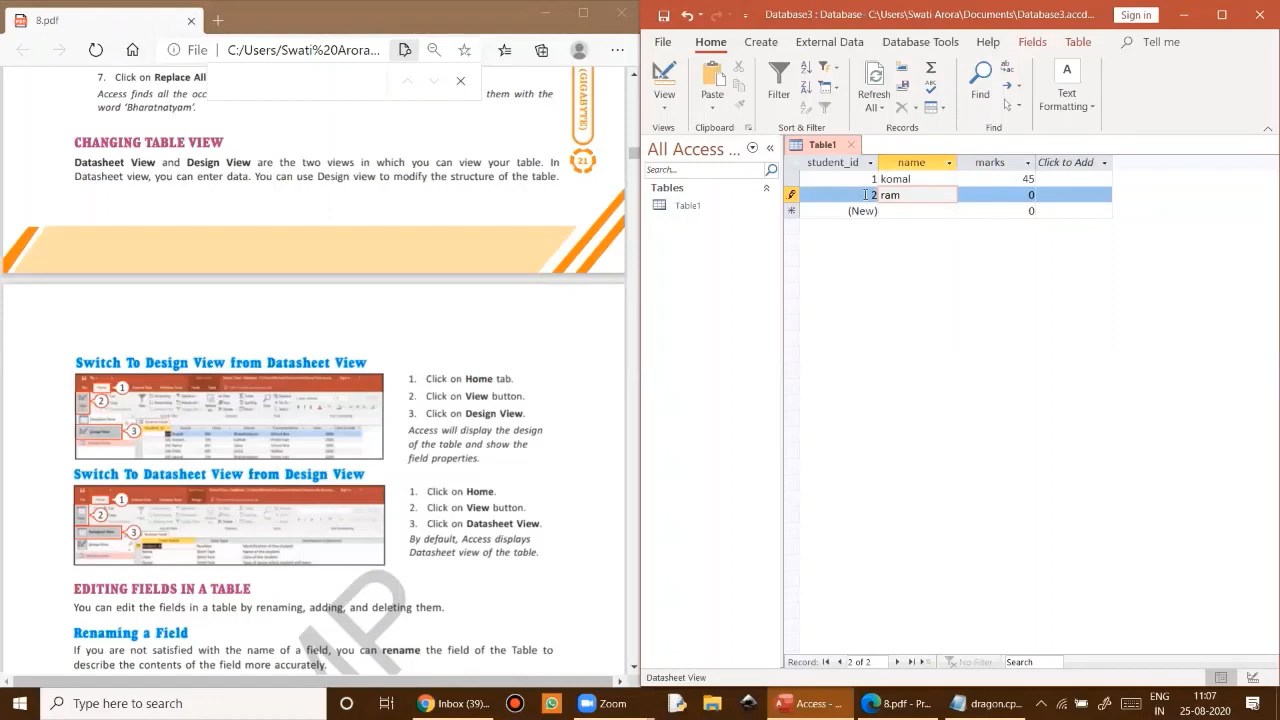 8.pdf
File
C:/Users/Swati%20Arora...
7. Click on Replace All
Access finds all the occ
them with the
word 'Bharatnatyam'.
(GIGABYTE)
21
CHANGING TABLE VIEW
Datasheet View and Design View are the two views in which you can view your table. In
Datasheet view, you can enter data. You can use Design view to modify the structure of the table.
Switch To Design View from Datasheet View
1. Click on Home tab.
2. Click on View button.
3. Click on Design View.
Access will display the design
of the table and show the
field properties.
1
2
3
Switch To Datasheet View from Design View
1. Click on Home.
2. Click on View button.
3. Click on Datasheet View.
By default, Access displays
Datasheet view of the table.
1
2
3
EDITING FIELDS IN A TABLE
You can edit the fields in a table by renaming, adding, and deleting them.
Renaming a Field
If you are not satisfied with the name of a field, you can rename the field of the Table to
describe the contents of the field more accurately.
MP
Database3 : Database- C:\Users\Swati Arora\Documents\Database3.accd...
Sign in
File Home Create External Data Database Tools Help Fields Table Tell me
View
Paste
Filter
Refresh
All
Find
Text
Formatting
Views Clipboard Sort & Filter Records Find
All Access ...
Search...
Tables
Table1
Table1
student_id name marks Click to Add
1 komal 45
2 ram 0
(New) 0
Record: 2 of 2 No Filter Search
Datasheet View
Type here to search
Inbox (39)...
Zoom
Access - ...
8.pdf - Pr...
dragon.cp...
ENG
IN
11:07
25-08-2020